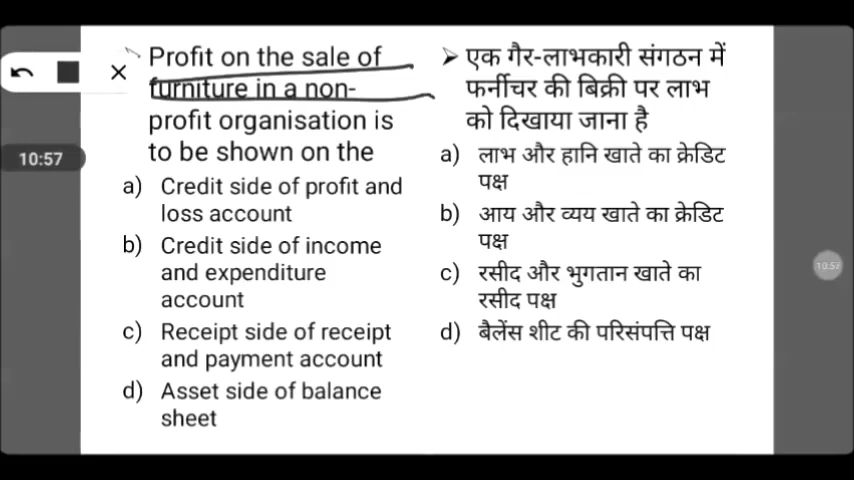 Profit on the sale of
furniture in a non-
profit organisation is
to be shown on the
a) Credit side of profit and
loss account
b) Credit side of income
and expenditure
account
c) Receipt side of receipt
and payment account
d) Asset side of balance
sheet
➤ एक गैर-लाभकारी संगठन में
फर्नीचर की बिक्री पर लाभ
को दिखाया जाना है
a) लाभ और हानि खाते का क्रेडिट
पक्ष
b) आय और व्यय खाते का क्रेडिट
पक्ष
c) रसीद और भुगतान खाते का
रसीद पक्ष
d) बैलेंस शीट की परिसंपत्ति पक्ष
10:57
10:57